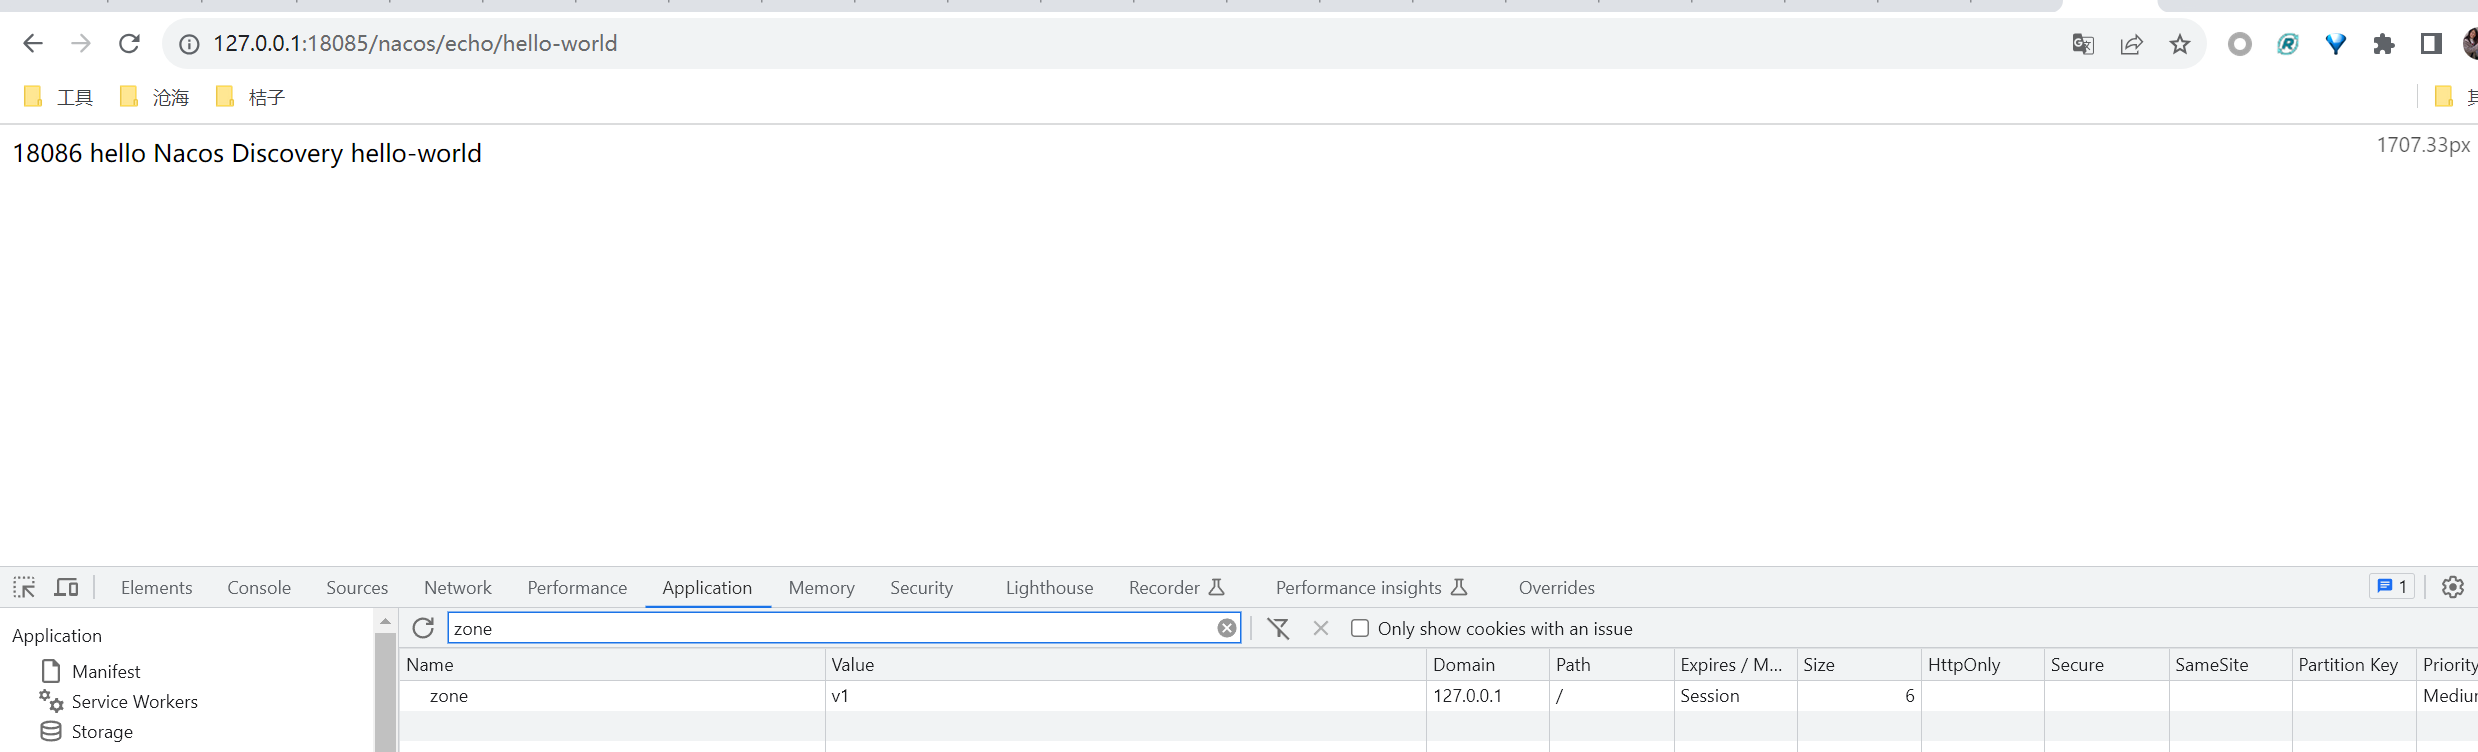 127.0.0.1:18085/nacos/echo/hello-world
工具 沧海 桔子
18086 hello Nacos Discovery hello-world
1707.33px
Elements Console Sources Network Performance Application Memory Security Lighthouse Recorder Performance insights Overrides 1
Application
zone Only show cookies with an issue
Name Value Domain Path Expires / M... Size HttpOnly Secure SameSite Partition Key Priority
Manifest
zone v1 127.0.0.1 / Session 6 Mediu
Service Workers
Storage